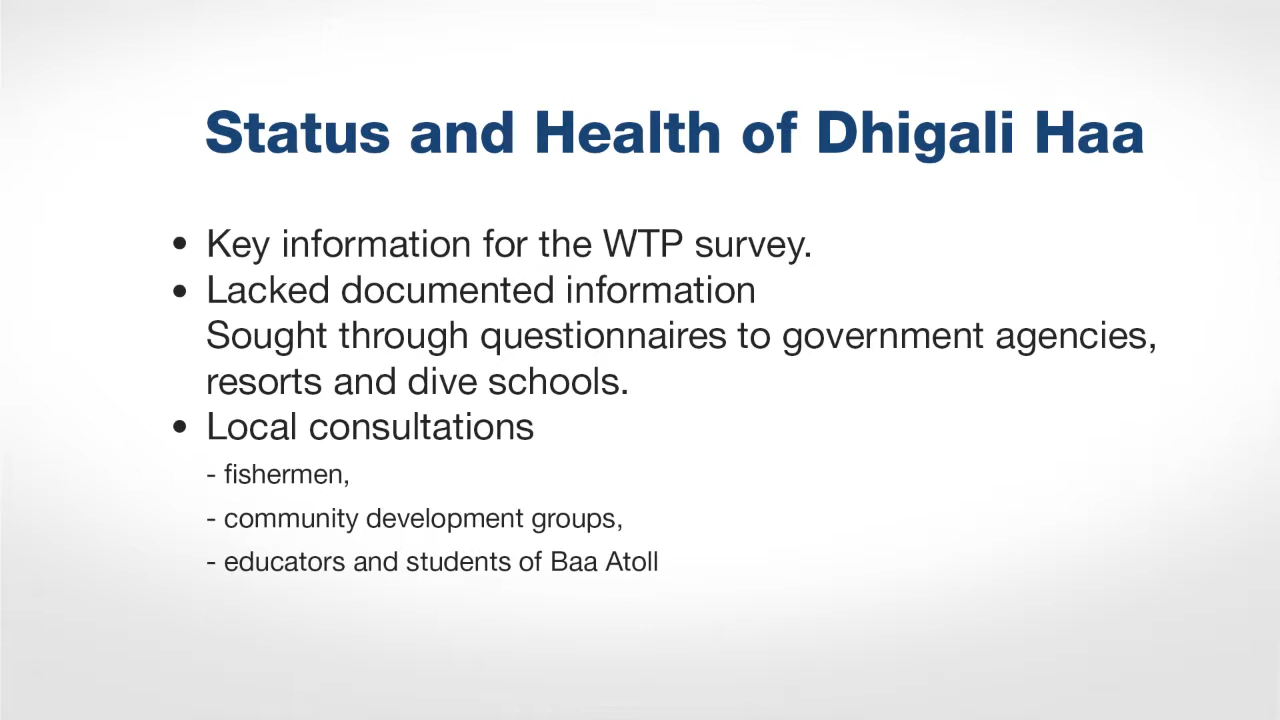 Status and Health of Dhigali Haa
• Key information for the WTP survey.
• Lacked documented information
Sought through questionnaires to government agencies,
resorts and dive schools.
• Local consultations
- fishermen,
- community development groups,
- educators and students of Baa Atoll